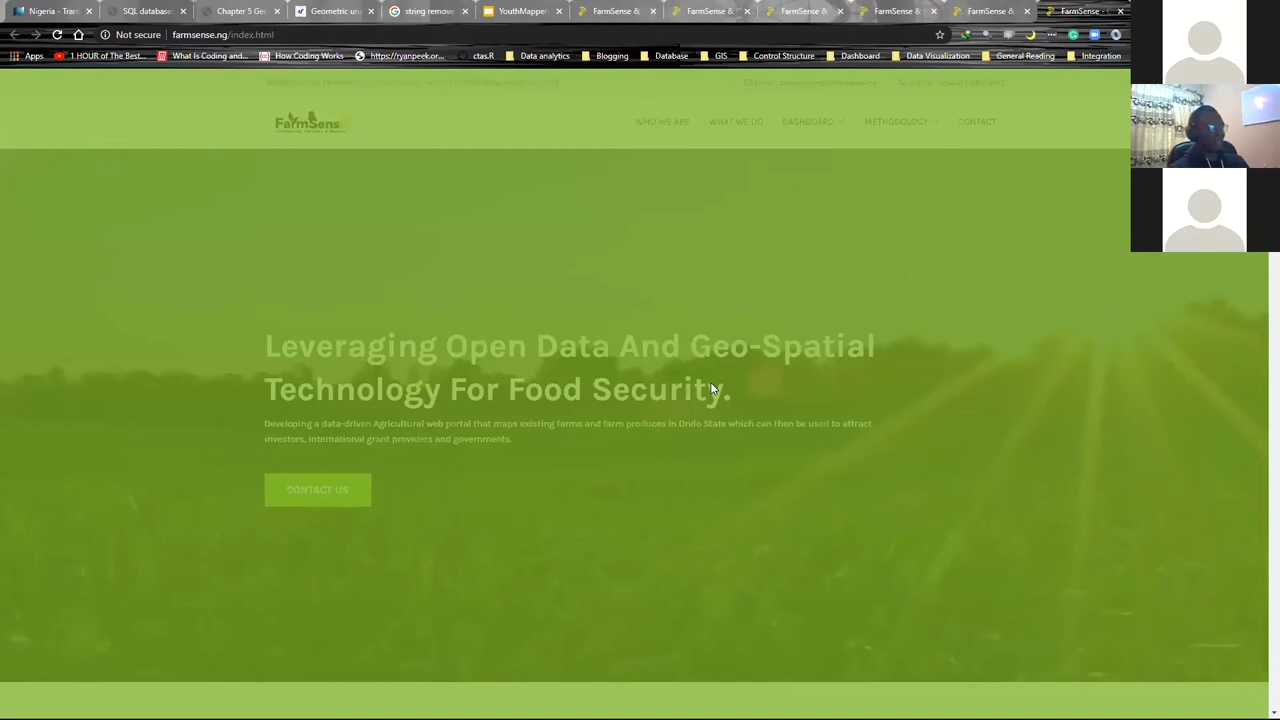 Nigeria - Tran
SQL database
Chapter 5 Ge
Geometric un
string remove
YouthMapper
FarmSense &
FarmSense &
FarmSense &
FarmSense &
FarmSense &
FarmSense -
Not secure
farmsense.ng/index.html
Apps
1 HOUR of The Best...
What Is Coding and...
How Coding Works
https://ryanpeek.or...
ctas.R
Data analytics
Blogging
Database
GIS
Control Structure
Dashboard
Data Visualization
General Reading
Integration
FarmSense
WHO WE ARE
WHAT WE DO
DASHBOARD
METHODOLOGY
CONTACT
Leveraging Open Data And Geo-Spatial
Technology For Food Security.
Developing a data-driven Agricultural web portal that maps existing farms and farm produces in Ondo State which can then be used to attract
investors, international grant providers and governments.
CONTACT US